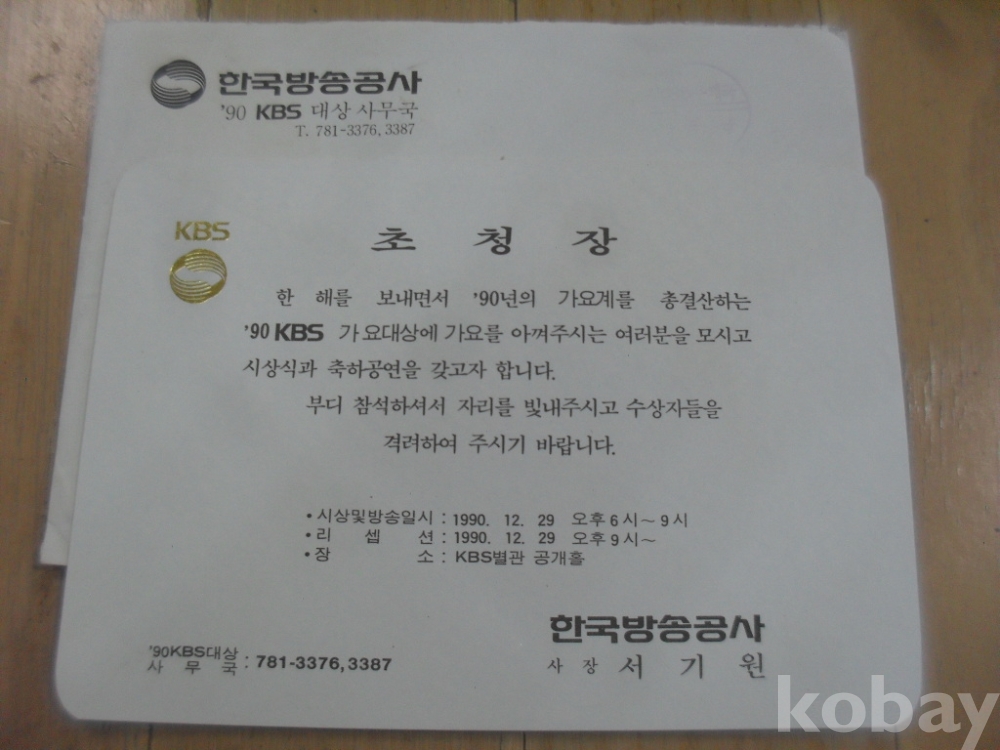 한국방송공사
'90 KBS 대상 사무국
T. 781-3376, 3387
KBS
초 청 장
한 해를 보내면서 '90년의 가요계를 총결산하는
'90 KBS 가요대상에 가요를 아껴주시는 여러분을 모시고
시상식과 축하공연을 갖고자 합니다.
부디 참석하셔서 자리를 빛내주시고 수상자들을
격려하여 주시기 바랍니다.
• 시상및방송일시 : 1990. 12. 29 오후 6시~ 9시
• 리 셉 션 : 1990. 12. 29 오후 9시~
• 장 소 : KBS별관 공개홀
한국방송공사
사 장 서 기 원
'90KBS대상
사 무 국 : 781-3376, 3387
kobay